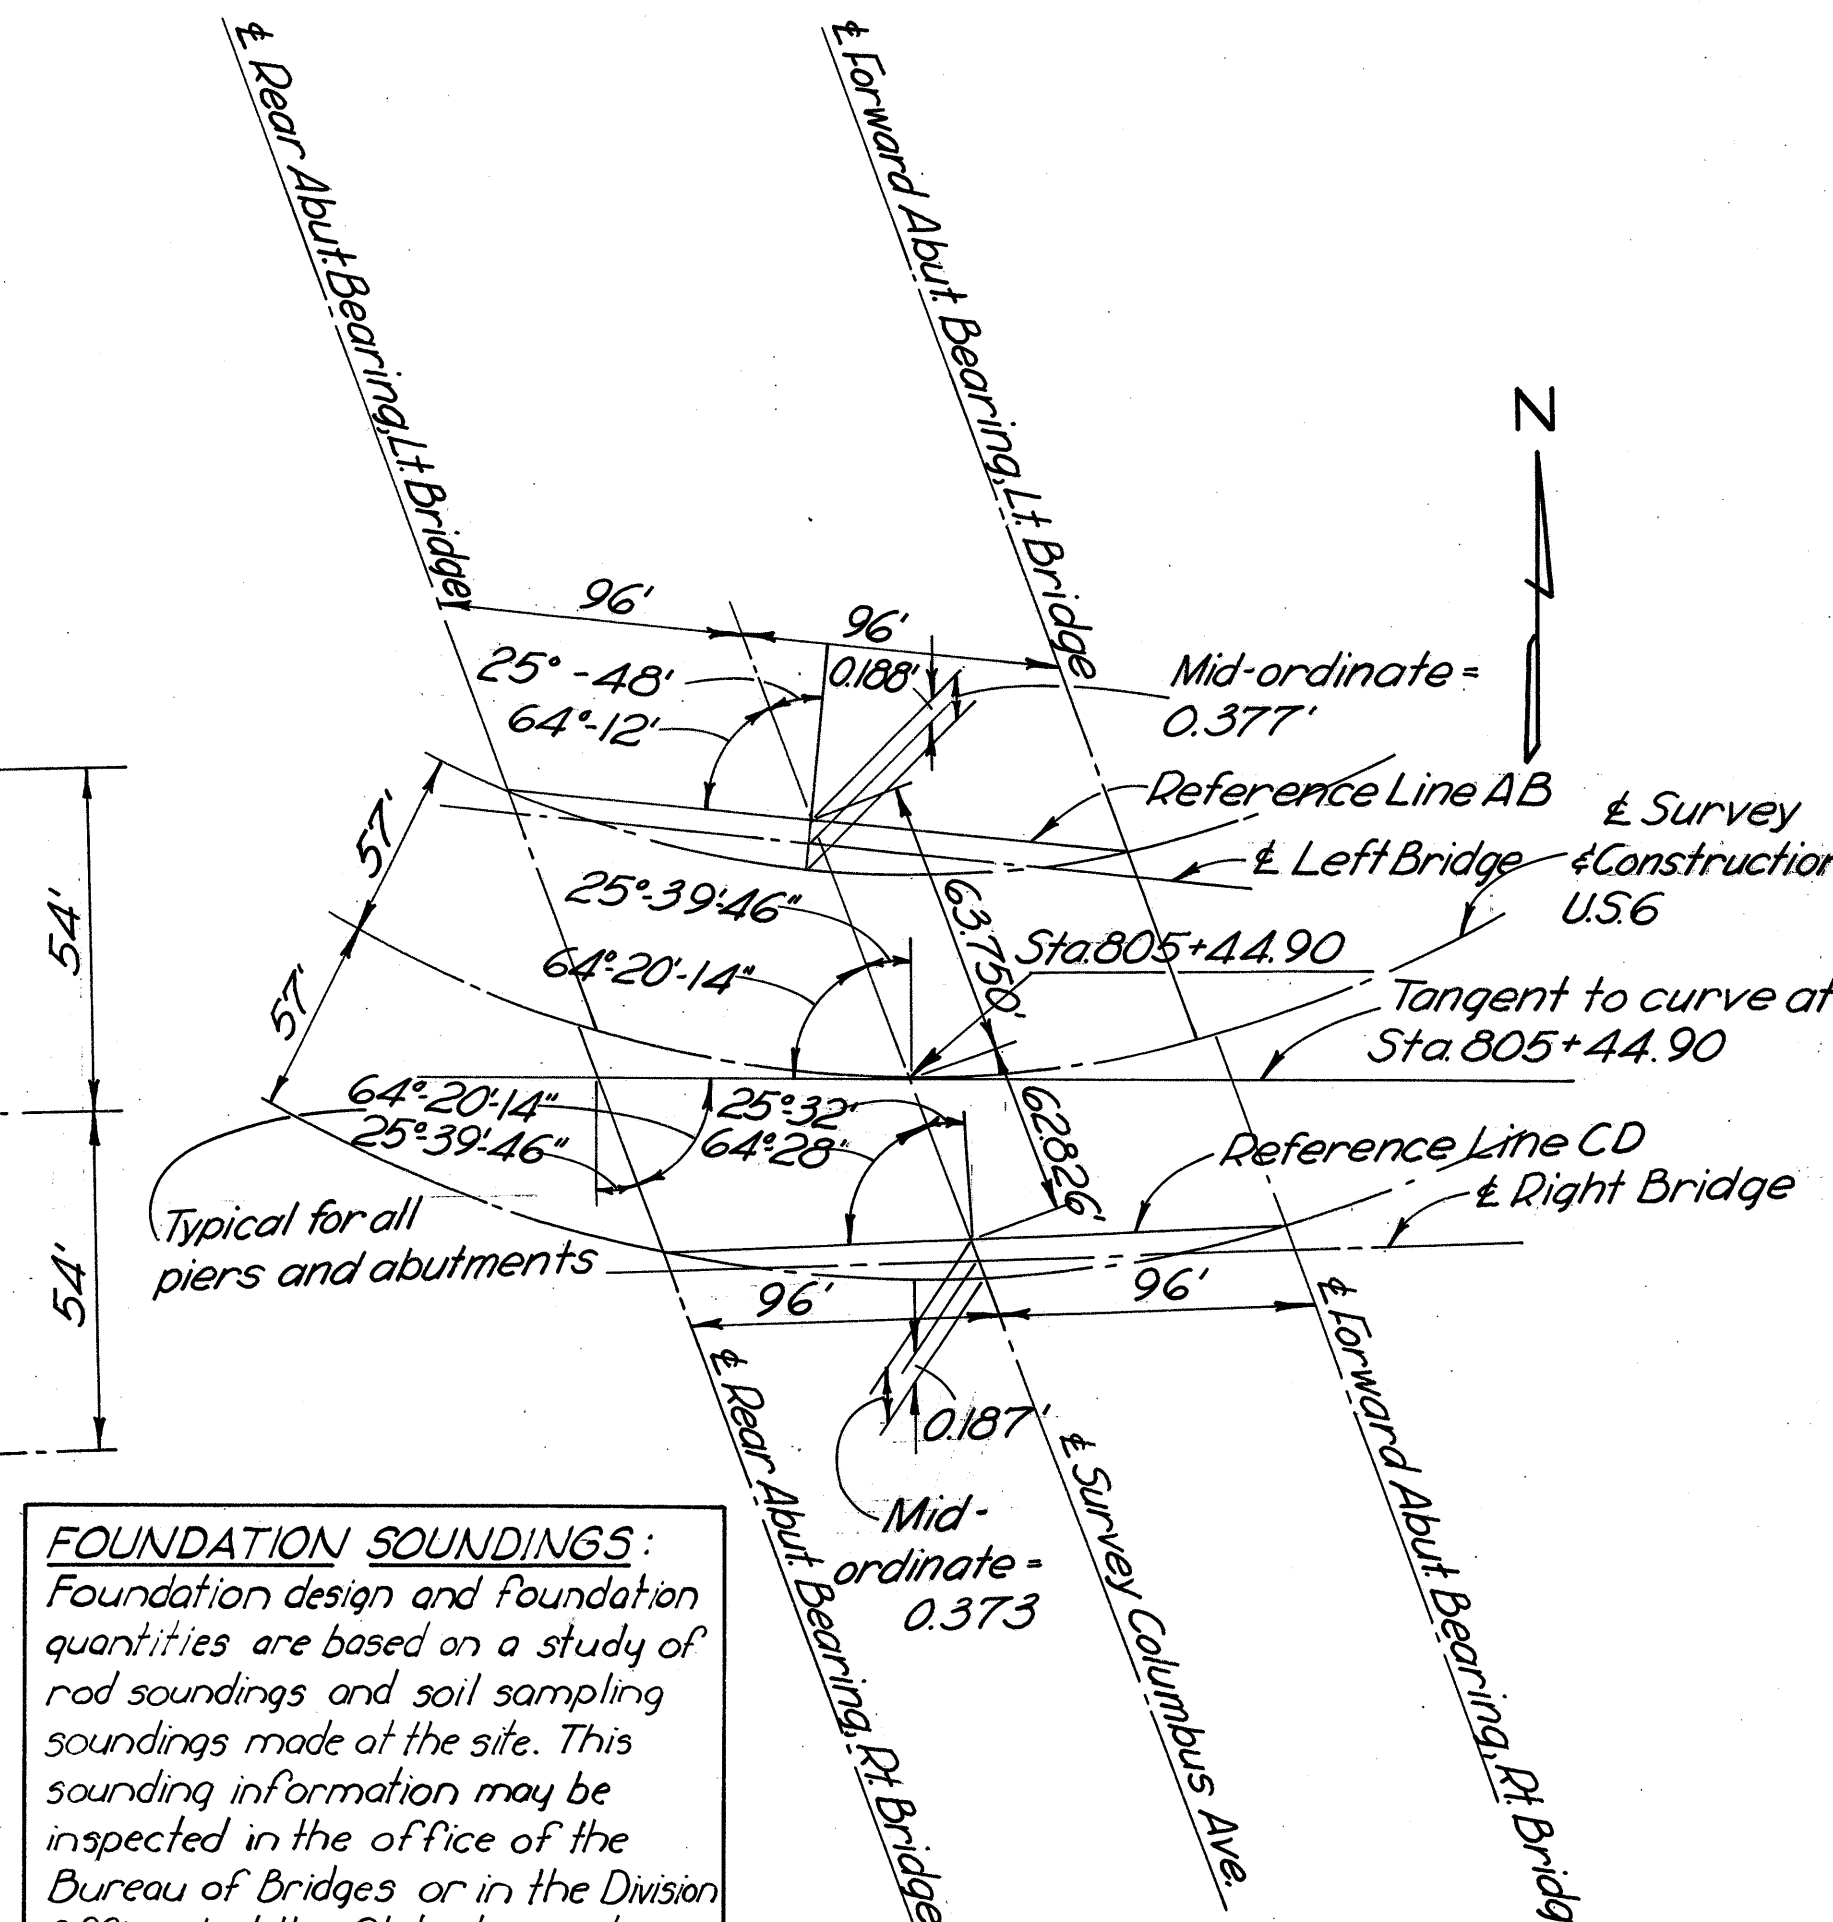 ℄ Rear Abut. Bearing, Lt. Bridge
℄ Forward Abut. Bearing, Lt. Bridge
N
96'
96'
25°-48'
0.188'
64°-12'
Mid-ordinate =
0.377'
Reference Line AB
℄ Survey
& Construction
U.S.6
℄ Left Bridge
57'
57'
54'
54'
25°-39'-46"
63.750'
64°-20'-14"
Sta. 805+44.90
Tangent to curve at
Sta. 805+44.90
64°-20'-14"
25°-39'-46"
25°-32'
64°-28'
62.826'
Reference Line CD
℄ Right Bridge
Typical for all
piers and abutments
96'
96'
0.187'
Mid-
ordinate =
0.373
℄ Rear Abut. Bearing, Rt. Bridge
℄ Survey Columbus Ave.
℄ Forward Abut. Bearing, Rt. Bridg
FOUNDATION SOUNDINGS:
Foundation design and foundation
quantities are based on a study of
rod soundings and soil sampling
soundings made at the site. This
sounding information may be
inspected in the office of the
Bureau of Bridges or in the Division